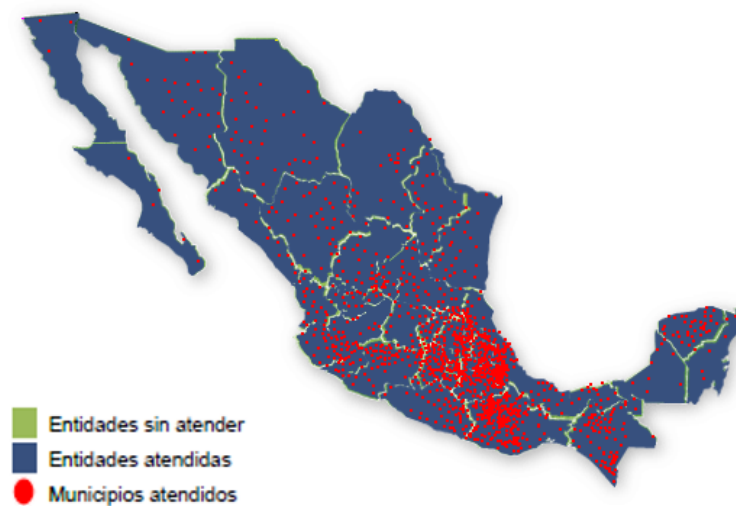 Entidades sin atender
Entidades atendidas
Municipios atendidos